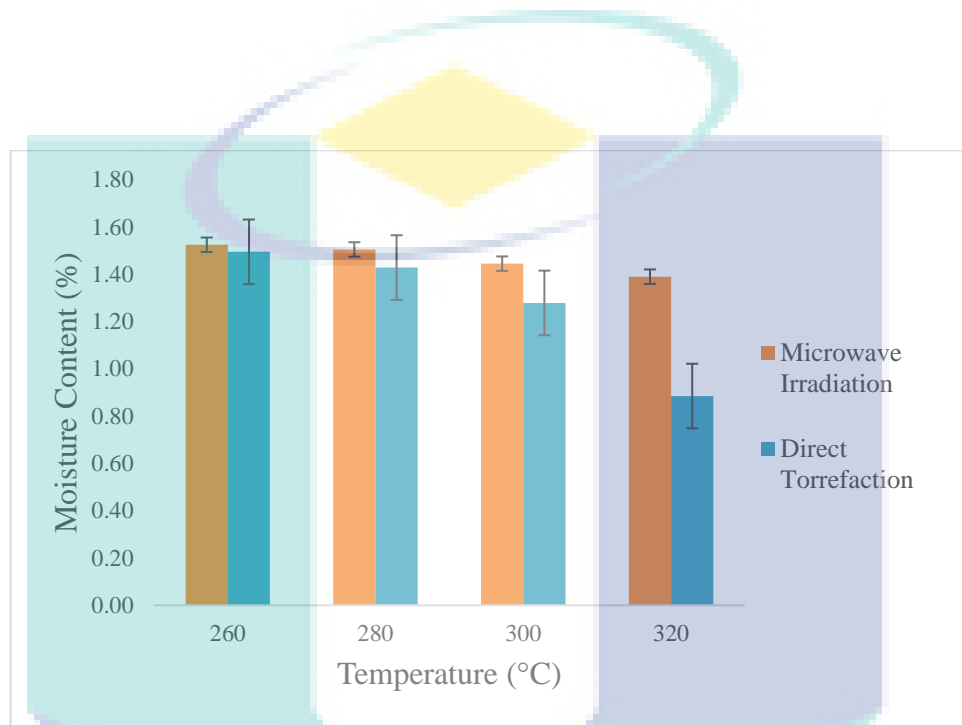 1.80
1.60
1.40
1.20
1.00
0.80
0.60
0.40
0.20
0.00
Moisture Content (%)
260 280 300 320
Temperature (°C)
Microwave
Irradiation
Direct
Torrefaction